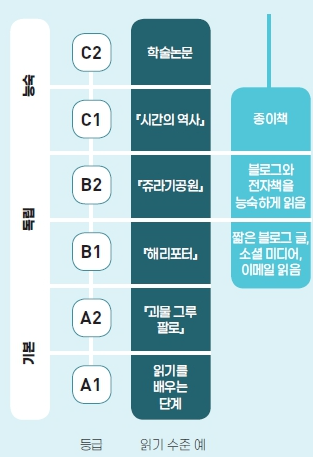 능숙
C2
학술논문
C1
『시간의 역사』
종이책
독립
B2
『쥬라기공원』
블로그와
전자책을
능숙하게 읽음
B1
『해리포터』
짧은 블로그 글,
소셜 미디어,
이메일 읽음
기본
A2
『괴물 그루
팔로』
A1
읽기를
배우는
단계
등급
읽기 수준 예